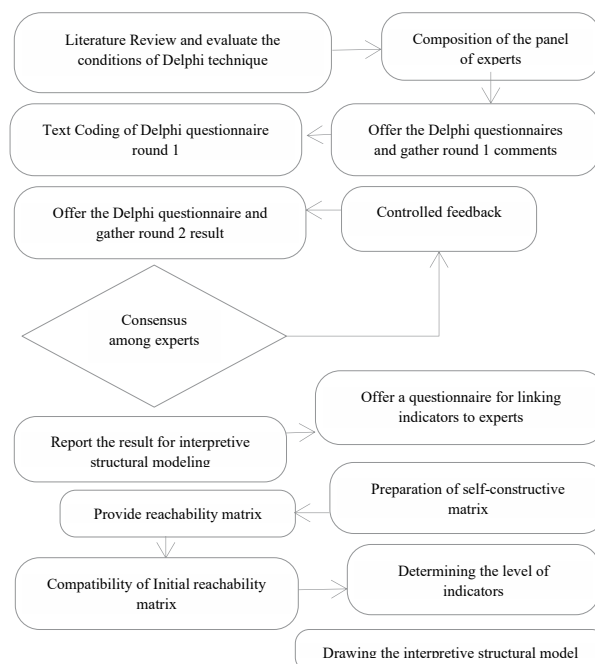 Literature Review and evaluate the
conditions of Delphi technique
Composition of the panel
of experts
Text Coding of Delphi questionnaire
round 1
Offer the Delphi questionnaires
and gather round 1 comments
Offer the Delphi questionnaire and
gather round 2 result
Controlled feedback
Consensus
among experts
Offer a questionnaire for linking
indicators to experts
Report the result for interpretive
structural modeling
Preparation of self-constructive
matrix
Provide reachability matrix
Compatibility of Initial reachability
matrix
Determining the level of
indicators
Drawing the interpretive structural model